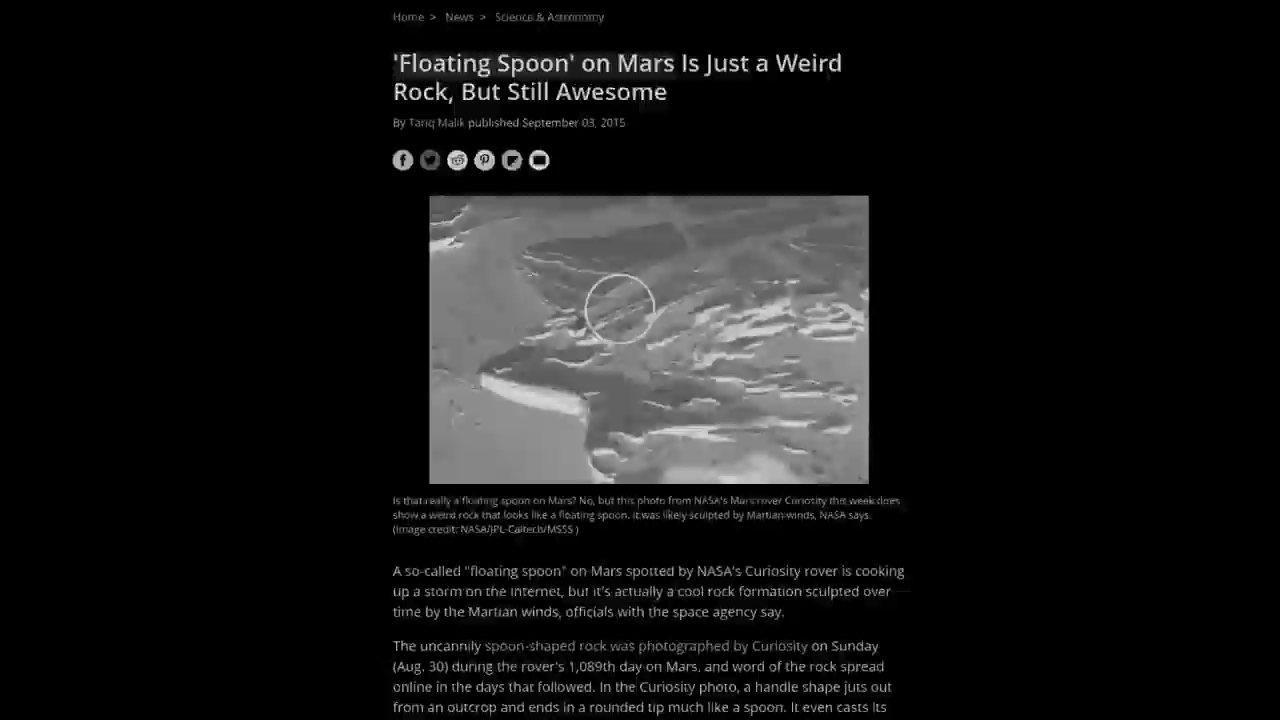 Home > News > Science & Astronomy
'Floating Spoon' on Mars Is Just a Weird
Rock, But Still Awesome
By Tariq Malik published September 03, 2015
Is that really a floating spoon on Mars? No, but this photo from NASA's Mars rover Curiosity this week does
show a weird rock that looks like a floating spoon. It was likely sculpted by Martian winds, NASA says.
(Image credit: NASA/JPL-Caltech/MSSS )
A so-called "floating spoon" on Mars spotted by NASA's Curiosity rover is cooking
up a storm on the Internet, but it's actually a cool rock formation sculpted over
time by the Martian winds, officials with the space agency say.
The uncannily spoon-shaped rock was photographed by Curiosity on Sunday
(Aug. 30) during the rover's 1,089th day on Mars, and word of the rock spread
online in the days that followed. In the Curiosity photo, a handle shape juts out
from an outcrop and ends in a rounded tip much like a spoon. It even casts its